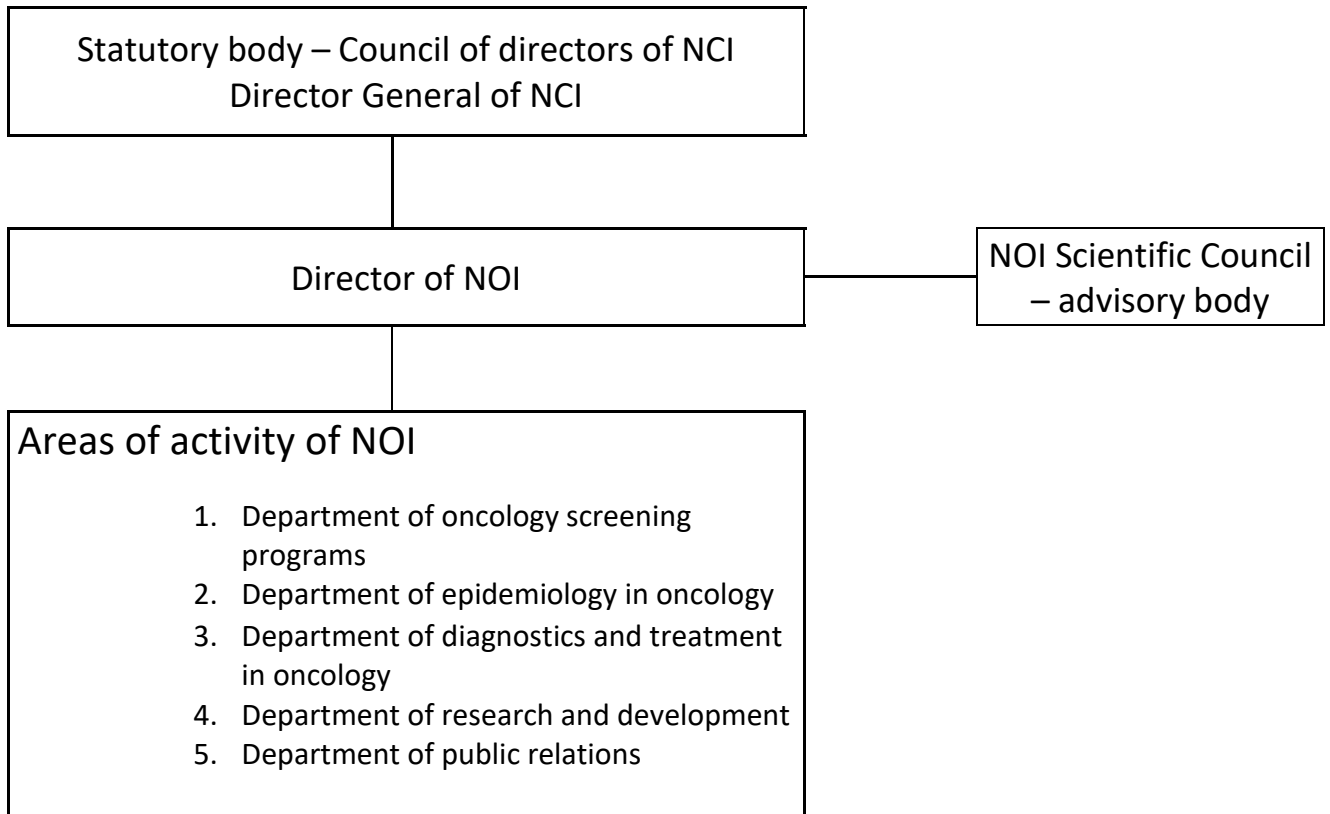 Statutory body – Council of directors of NCI
Director General of NCI
Director of NOI
NOI Scientific Council
– advisory body
Areas of activity of NOI
1. Department of oncology screening
programs
2. Department of epidemiology in oncology
3. Department of diagnostics and treatment
in oncology
4. Department of research and development
5. Department of public relations